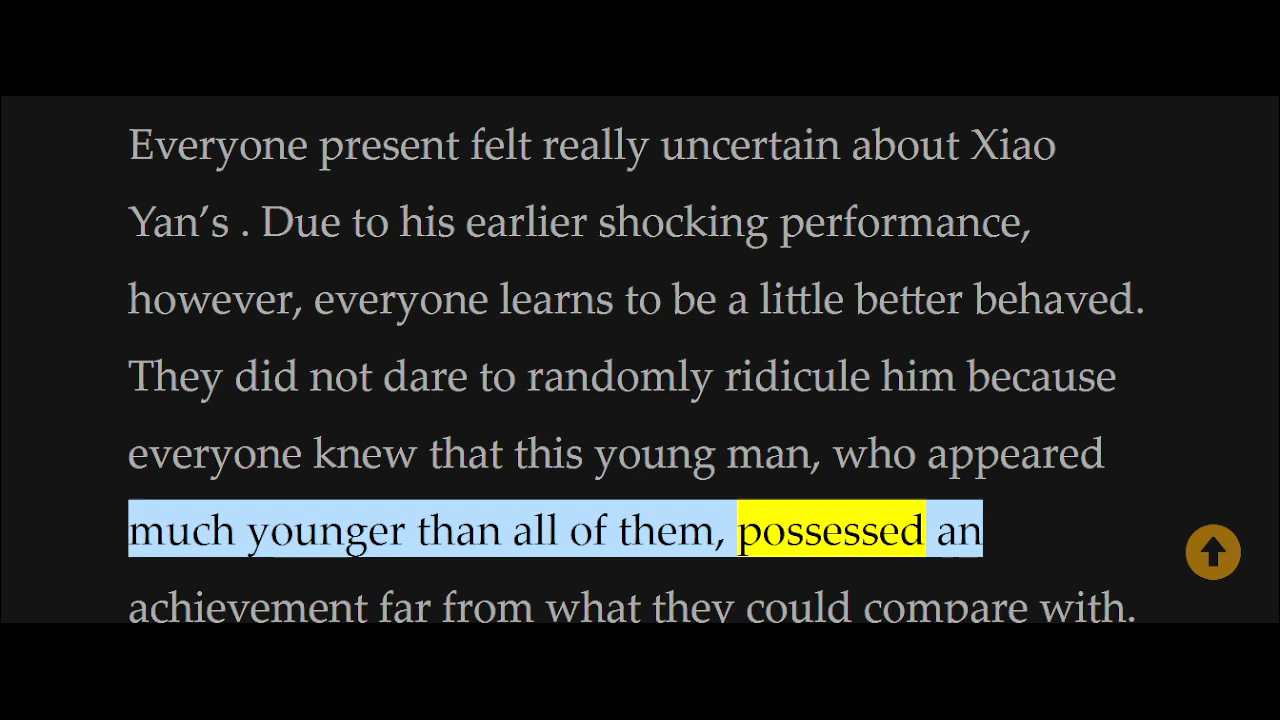 Everyone present felt really uncertain about Xiao
Yan’s . Due to his earlier shocking performance,
however, everyone learns to be a little better behaved.
They did not dare to randomly ridicule him because
everyone knew that this young man, who appeared
much younger than all of them, possessed an
achievement far from what they could compare with.